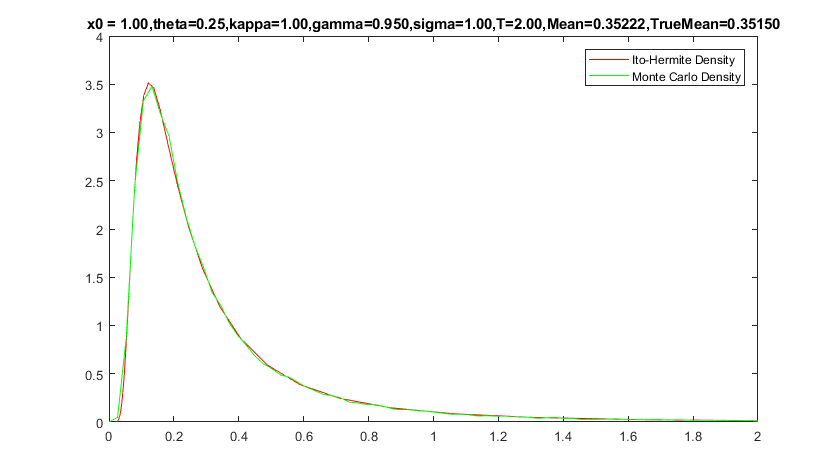 x0 = 1.00,theta=0.25,kappa=1.00,gamma=0.950,sigma=1.00,T=2.00,Mean=0.35222,TrueMean=0.35150
4
3.5
3
2.5
2
1.5
1
0.5
0
Ito-Hermite Density
Monte Carlo Density
0 0.2 0.4 0.6 0.8 1 1.2 1.4 1.6 1.8 2